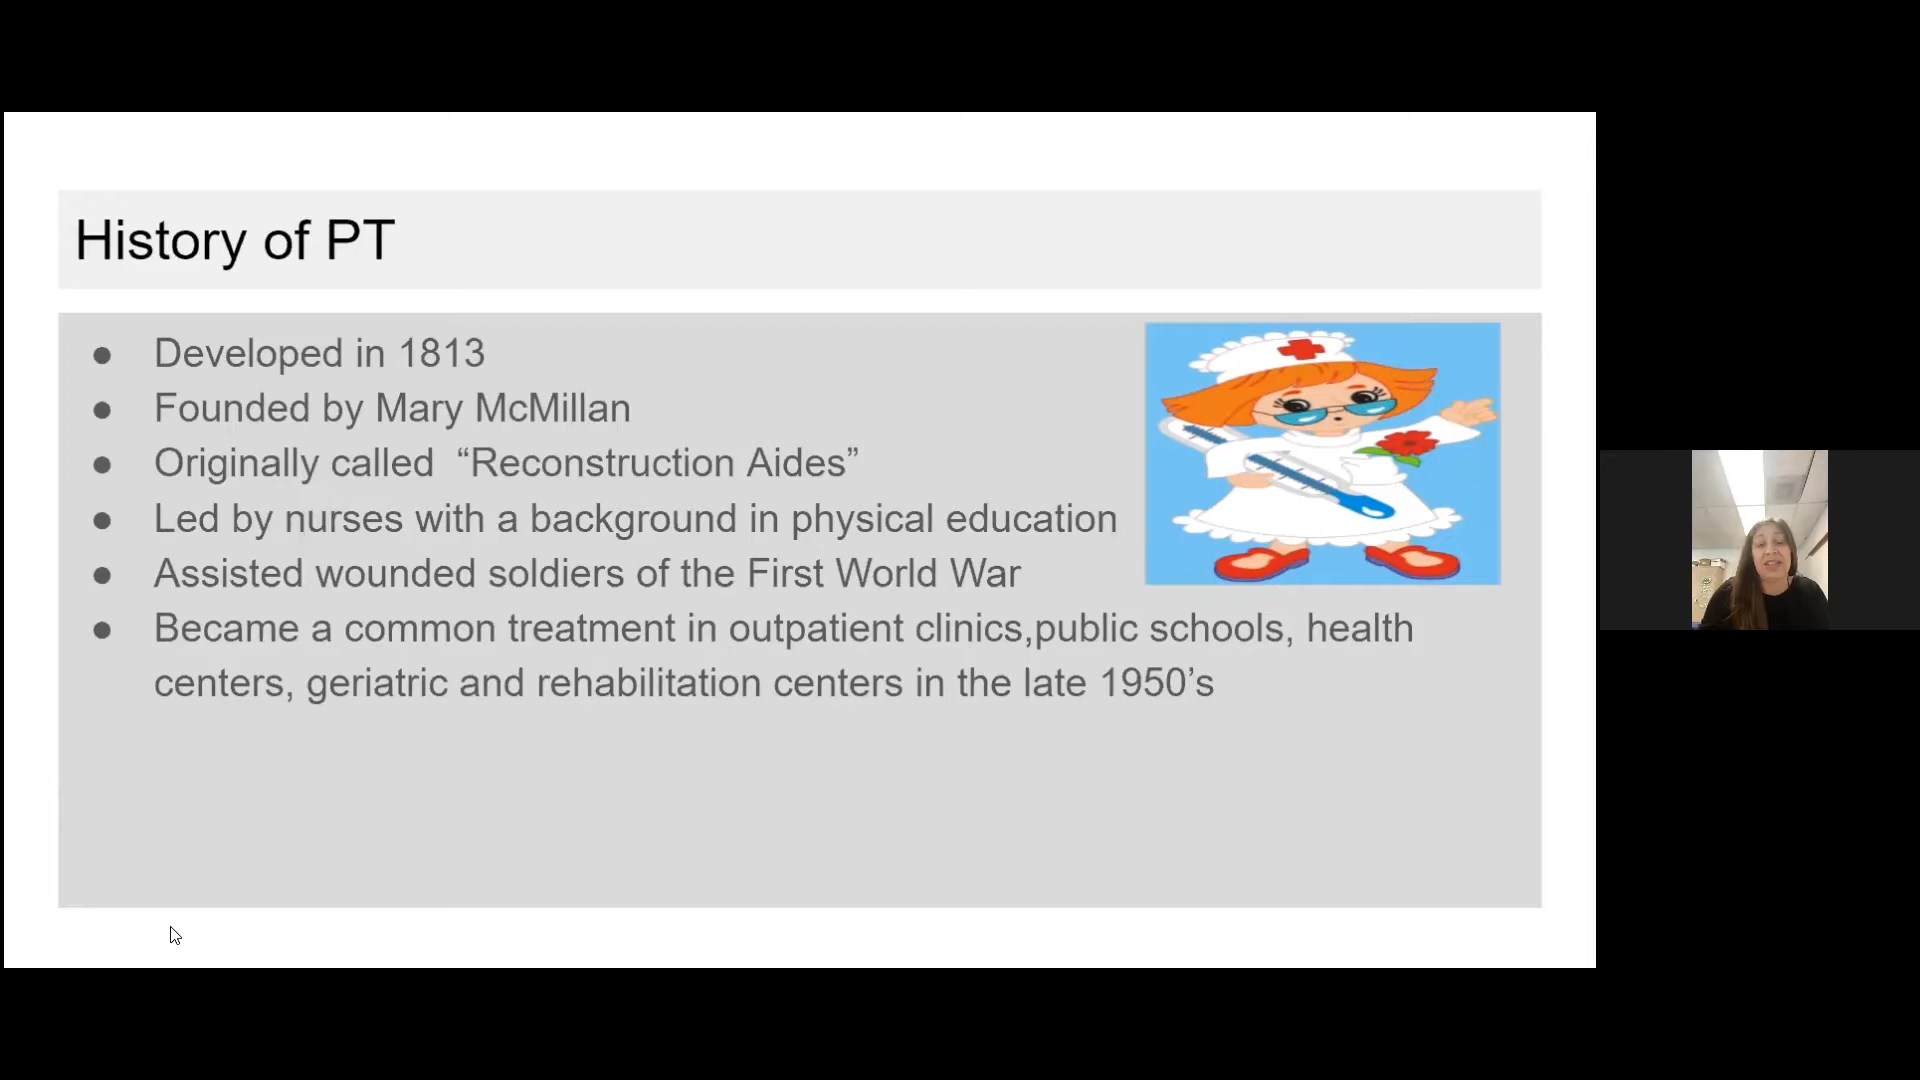 History of PT
● Developed in 1813
● Founded by Mary McMillan
● Originally called  “Reconstruction Aides”
● Led by nurses with a background in physical education
● Assisted wounded soldiers of the First World War
● Became a common treatment in outpatient clinics,public schools, health
centers, geriatric and rehabilitation centers in the late 1950’s